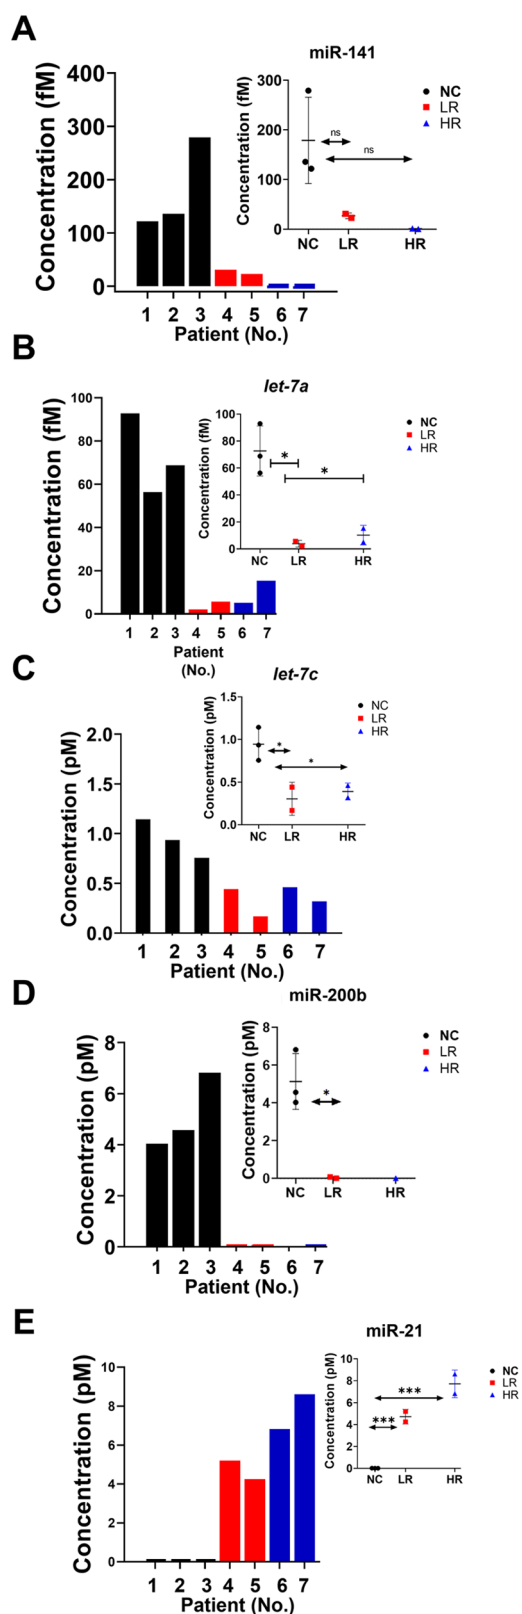 A
miR-141
Concentration (fM)
400
300
200
100
0
1 2 3 4 5 6 7
Patient (No.)
Concentration (fM)
300
200
100
0
ns
ns
NC LR HR
NC
LR
HR
B
let-7a
Concentration (fM)
100
80
60
40
20
0
1 2 3 4 5 6 7
Patient
(No.)
Concentration (fM)
100
80
60
40
20
0
*
*
NC LR HR
NC
LR
HR
C
let-7c
Concentration (pM)
2.0
1.5
1.0
0.5
0.0
1 2 3 4 5 6 7
Patient (No.)
Concentration (pM)
1.5
1.0
0.5
0.0
*
*
NC LR HR
NC
LR
HR
D
miR-200b
Concentration (pM)
8
6
4
2
0
1 2 3 4 5 6 7
Patient (No.)
Concentration (pM)
8
6
4
2
0
*
NC LR HR
NC
LR
HR
E
miR-21
Concentration (pM)
10
8
6
4
2
0
1 2 3 4 5 6 7
Patient (No.)
Concentration (pM)
10
8
6
4
2
0
***
***
NC LR HR
NC
LR
HR